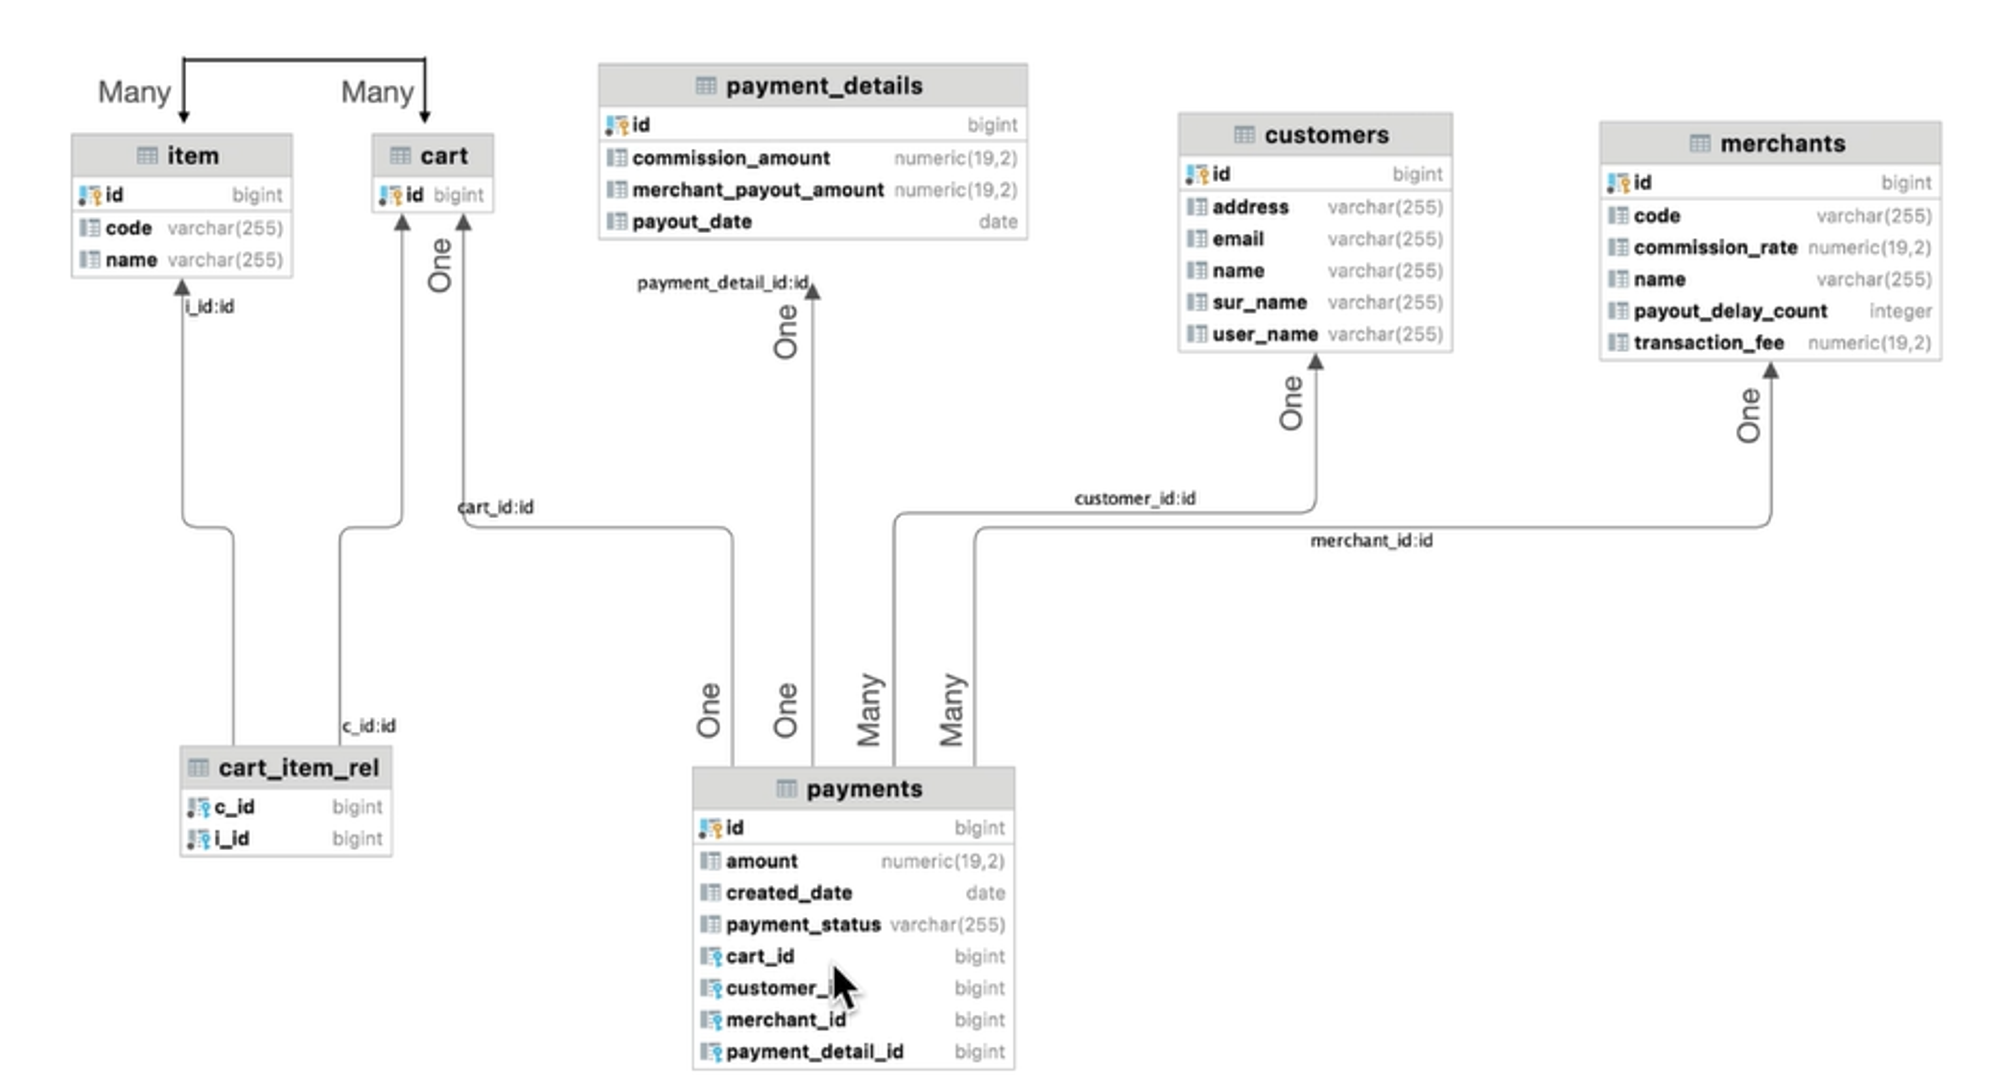 Many
Many
item
id bigint
code varchar(255)
name varchar(255)
cart
id bigint
payment_details
id bigint
commission_amount numeric(19,2)
merchant_payout_amount numeric(19,2)
payout_date date
customers
id bigint
address varchar(255)
email varchar(255)
name varchar(255)
sur_name varchar(255)
user_name varchar(255)
merchants
id bigint
code varchar(255)
commission_rate numeric(19,2)
name varchar(255)
payout_delay_count integer
transaction_fee numeric(19,2)
i_id:id
One
payment_detail_id:id
One
One
One
cart_id:id
customer_id:id
merchant_id:id
One
One
Many
Many
c_id:id
cart_item_rel
c_id bigint
i_id bigint
payments
id bigint
amount numeric(19,2)
created_date date
payment_status varchar(255)
cart_id bigint
customer_ bigint
merchant_id bigint
payment_detail_id bigint